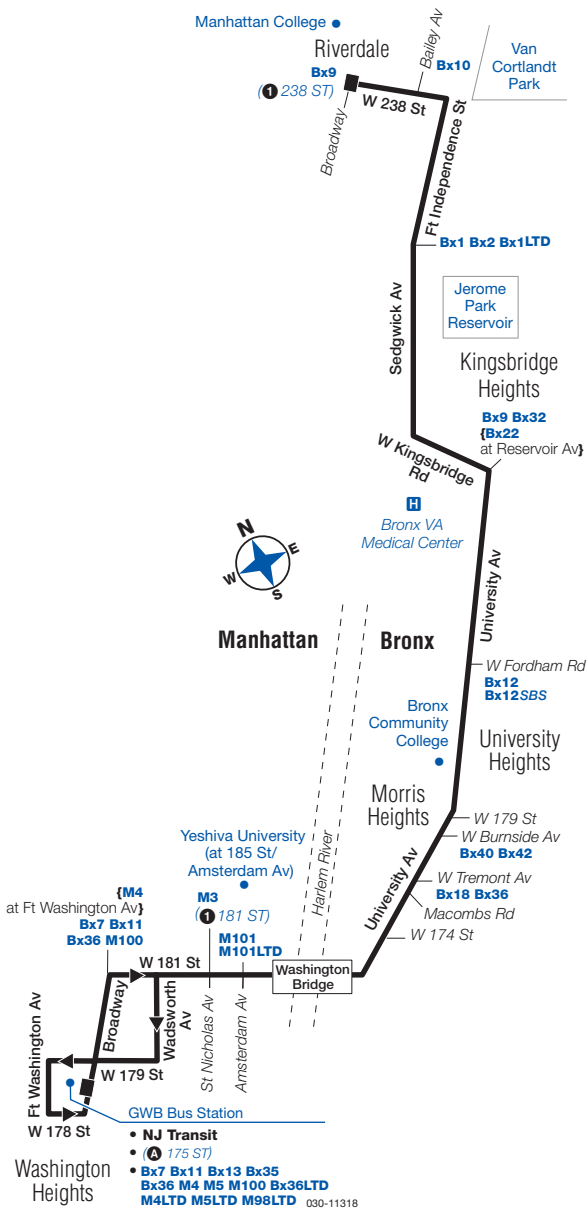 Manhattan College
Riverdale
Bx9
(1 238 ST)
Broadway
W 238 St
Bailey Av
Bx10
Van
Cortlandt
Park
Ft Independence St
Bx1 Bx2 Bx1LTD
Sedgwick Av
Jerome
Park
Reservoir
Kingsbridge
Heights
Bx9 Bx32
{Bx22
at Reservoir Av}
W Kingsbridge
Rd
H
Bronx VA
Medical Center
N
E
W
S
University Av
Manhattan
Bronx
W Fordham Rd
Bx12
Bx12SBS
Bronx
Community
College
University
Heights
Morris
Heights
W 179 St
W Burnside Av
Bx40 Bx42
W Tremont Av
Bx18 Bx36
Macombs Rd
W 174 St
University Av
Harlem River
Yeshiva University
(at 185 St/
Amsterdam Av)
{M4
at Ft Washington Av}
Bx7 Bx11
Bx36 M100
M3
(1 181 ST)
M101
M101LTD
W 181 St
Washington
Bridge
Broadway
Wadsworth
Av
St Nicholas Av
Amsterdam Av
Ft Washington Av
W 179 St
W 178 St
GWB Bus Station
• NJ Transit
• (A 175 ST)
• Bx7 Bx11 Bx13 Bx35
Bx36 M4 M5 M100 Bx36LTD
M4LTD M5LTD M98LTD
030-11318
Washington
Heights